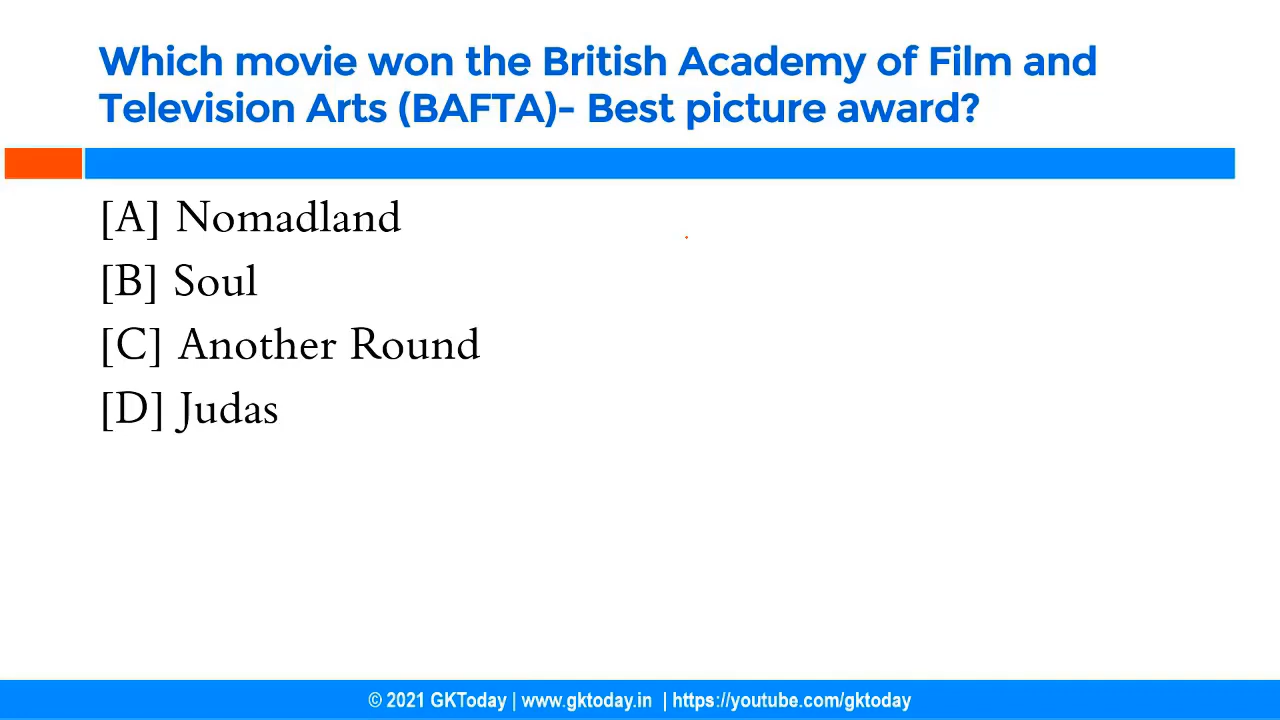 Which movie won the British Academy of Film and
Television Arts (BAFTA)- Best picture award?
[A] Nomadland
[B] Soul
[C] Another Round
[D] Judas
© 2021 GKToday | www.gktoday.in | https://youtube.com/gktoday